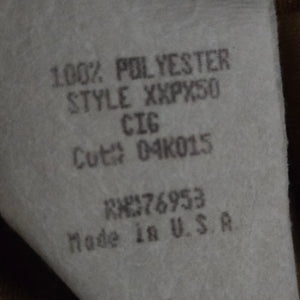 100% POLYESTER
STYLE XXPX50
CIG
Cut# 04K015
RN#76953
Made in U.S.A.